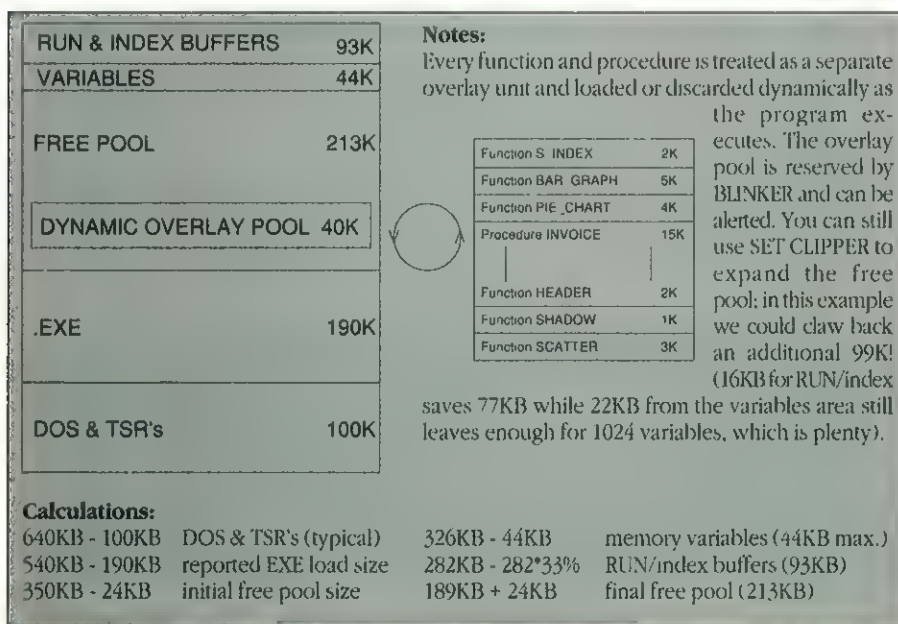 RUN & INDEX BUFFERS 93K
VARIABLES 44K
FREE POOL 213K
DYNAMIC OVERLAY POOL 40K
.EXE 190K
DOS & TSR's 100K
Notes:
Every function and procedure is treated as a separate
overlay unit and loaded or discarded dynamically as
the program ex-
ecutes. The overlay
pool is reserved by
BLINKER and can be
alerted. You can still
use SET CLIPPER to
expand the free
pool; in this example
we could claw back
an additional 99K!
(16KB for RUN/index
saves 77KB while 22KB from the variables area still
leaves enough for 1024 variables, which is plenty).
Function S_INDEX 2K
Function BAR_GRAPH 5K
Function PIE_CHART 4K
Procedure INVOICE 15K
Function HEADER 2K
Function SHADOW 1K
Function SCATTER 3K
Calculations:
640KB - 100KB DOS & TSR's (typical)
540KB - 190KB reported EXE load size
350KB - 24KB initial free pool size
326KB - 44KB memory variables (44KB max.)
282KB - 282*33% RUN/index buffers (93KB)
189KB + 24KB final free pool (213KB)